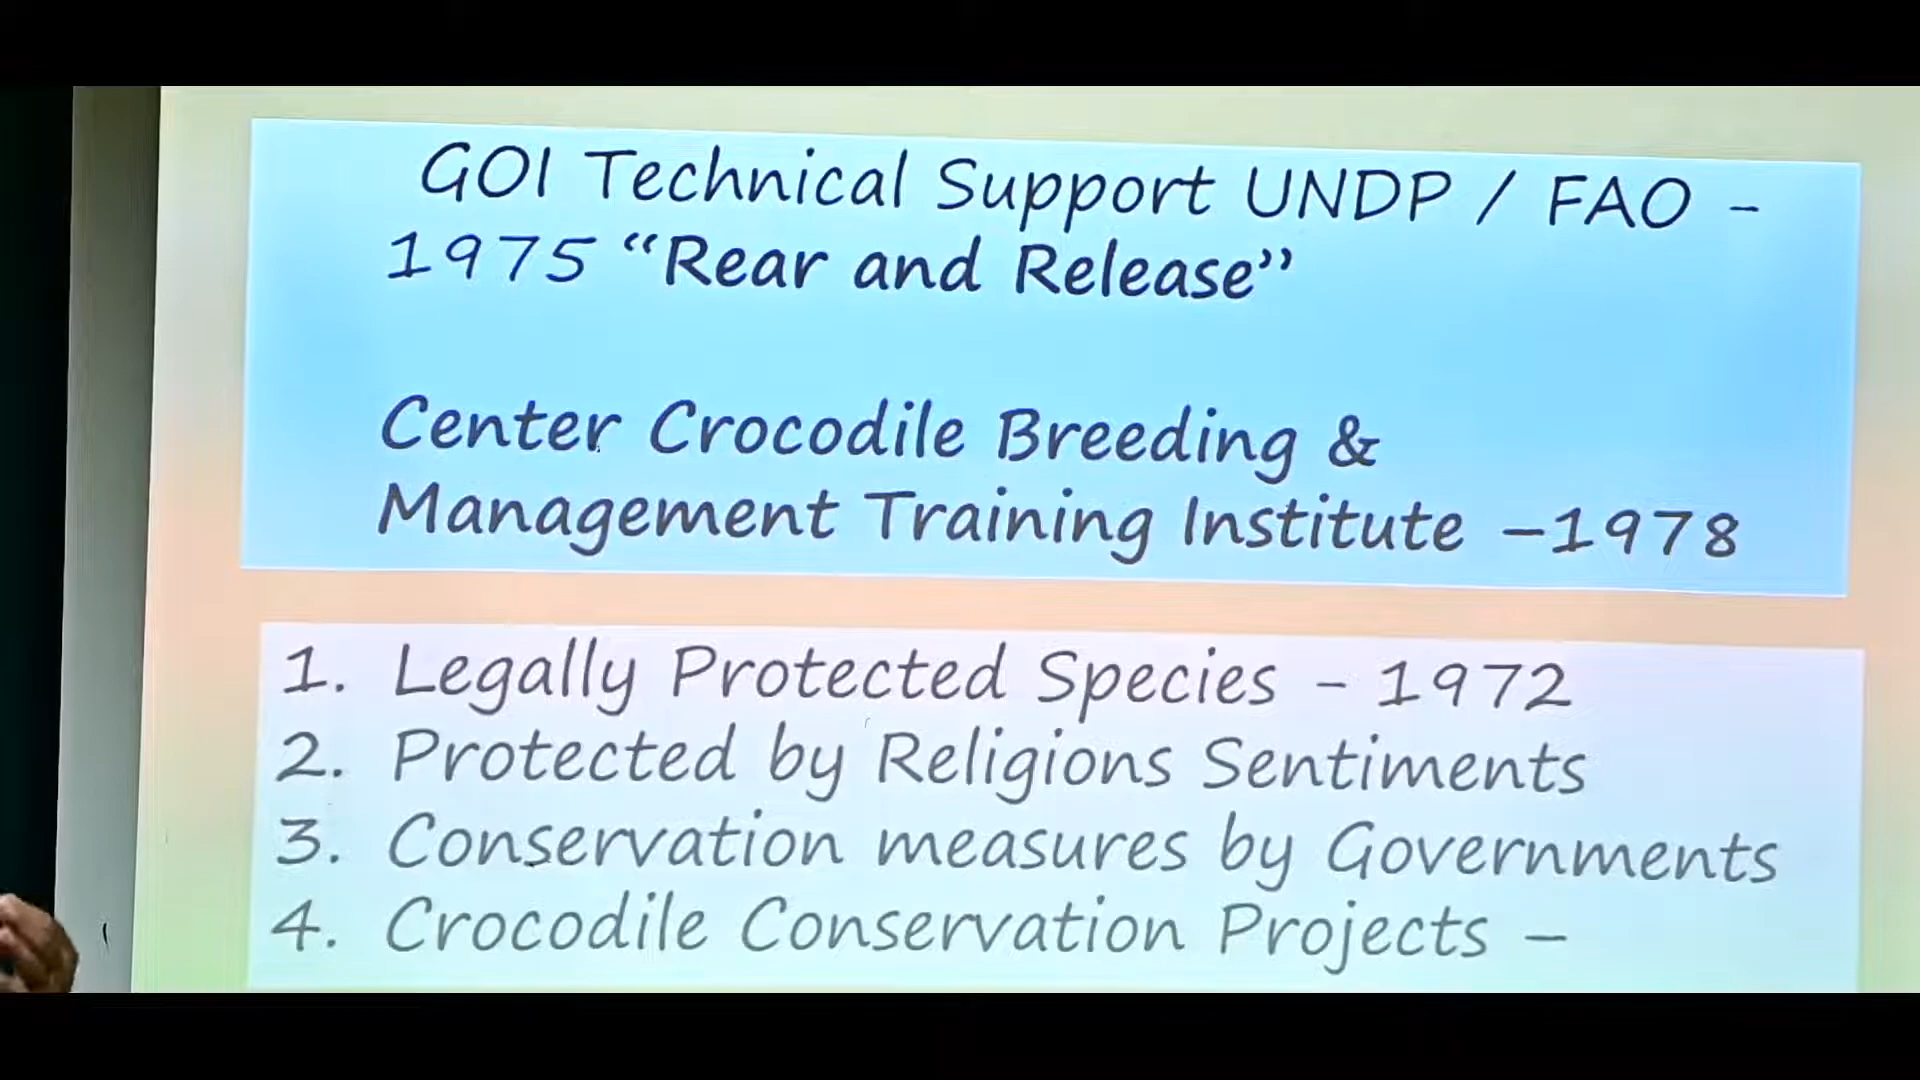 GOI Technical Support UNDP / FAO -
1975 “Rear and Release”
Center Crocodile Breeding &
Management Training Institute –1978
1. Legally Protected Species - 1972
2. Protected by Religions Sentiments
3. Conservation measures by Governments
4. Crocodile Conservation Projects –